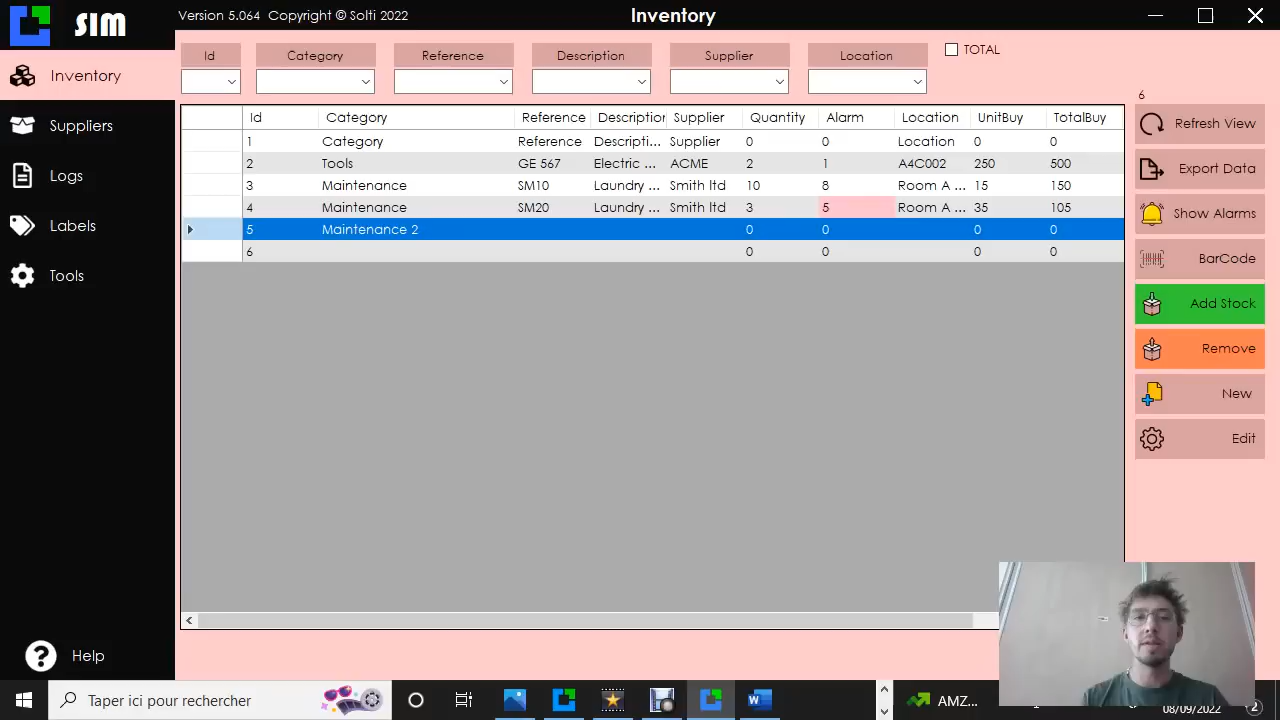 SIM
Version 5.064 Copyright © Solti 2022
Inventory
Inventory
Suppliers
Logs
Labels
Tools
Help
Id Category Reference Description Supplier Location TOTAL
6
Id Category Reference Description Supplier Quantity Alarm Location UnitBuy TotalBuy
1 Category Reference Descripti... Supplier 0 0 Location 0 0
2 Tools GE 567 Electric ... ACME 2 1 A4C002 250 500
3 Maintenance SM10 Laundry ... Smith ltd 10 8 Room A ... 15 150
4 Maintenance SM20 Laundry ... Smith ltd 3 5 Room A ... 35 105
5 Maintenance 2 0 0 0 0
6 0 0 0 0
Refresh View
Export Data
Show Alarms
BarCode
Add Stock
Remove
New
Edit
Taper ici pour rechercher
AMZ...
08/09/2022
2